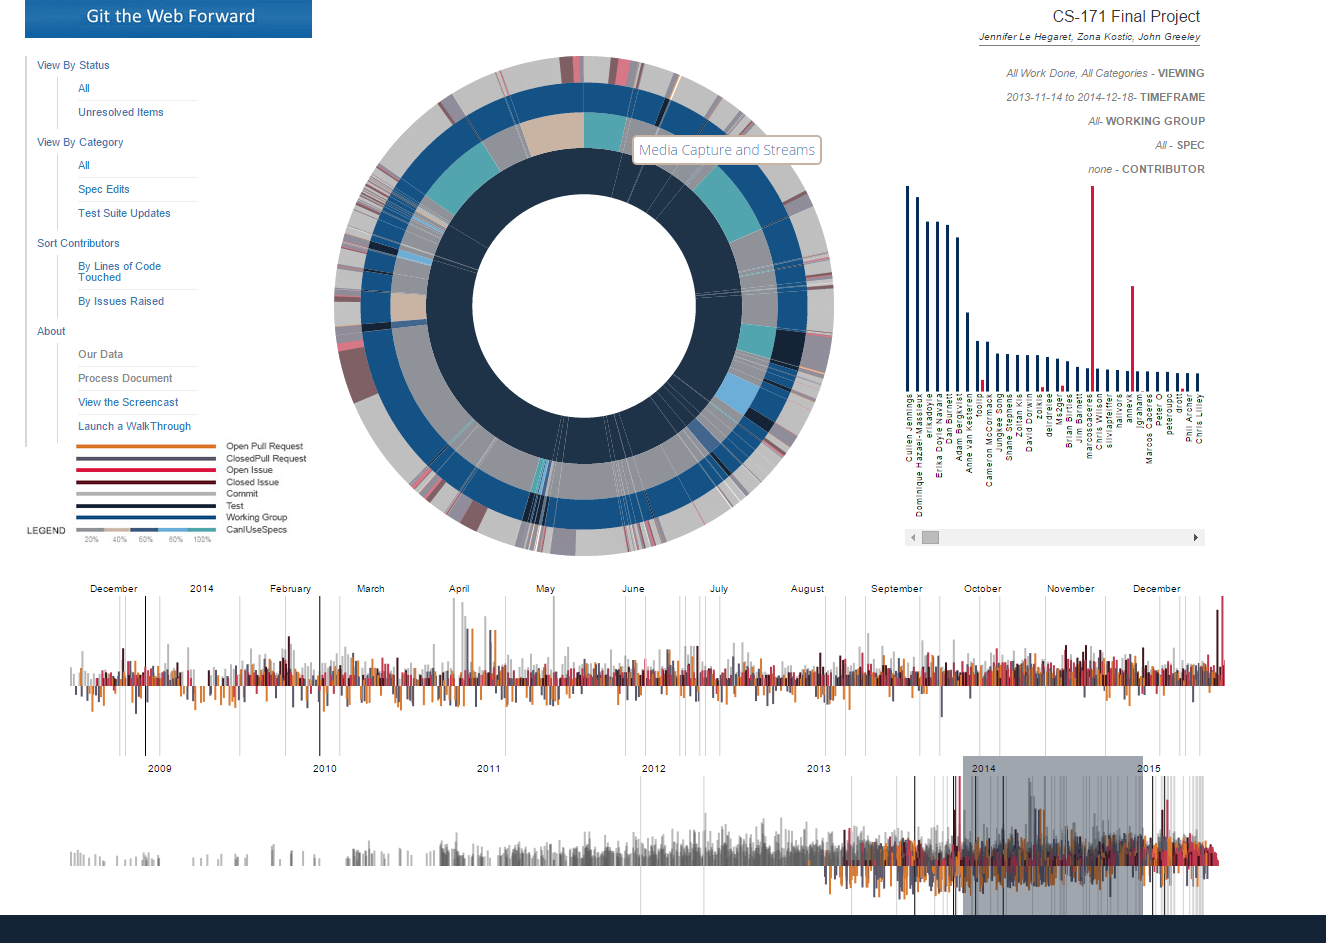 Git the Web Forward
CS-171 Final Project
Jennifer Le Hegaret, Zona Kostic, John Greeley
View By Status
All
Unresolved Items
View By Category
All
Spec Edits
Test Suite Updates
Sort Contributors
By Lines of Code
Touched
By Issues Raised
About
Our Data
Process Document
View the Screencast
Launch a WalkThrough
Open Pull Request
ClosedPull Request
Open Issue
Closed Issue
Commit
Test
Working Group
LEGEND
CanIUseSpecs
20% 40% 60% 80% 100%
Media Capture and Streams
All Work Done, All Categories - VIEWING
2013-11-14 to 2014-12-18- TIMEFRAME
All- WORKING GROUP
All - SPEC
none - CONTRIBUTOR
Cullen Jennings
Dominique Hazael-Massieux
erikadoyle
Erika Doyle Navara
Dan Burnett
Adam Bergkvist
Anne van Kesteren
foolip
Cameron McCormack
Jungkee Song
Shane Stephens
Zoltan Kis
David Dorwin
zolkis
deirdrelee
Ms2ger
Brian Birtles
Jim Barnett
marcoscaceres
Chris Wilson
silviapfeiffer
halivors
annevk
jgraham
Marcos Caceres
Peter O
peteroupc
drott
Phil Archer
Chris Lilley
December 2014 February March April May June July August September October November December
2009 2010 2011 2012 2013 2014 2015